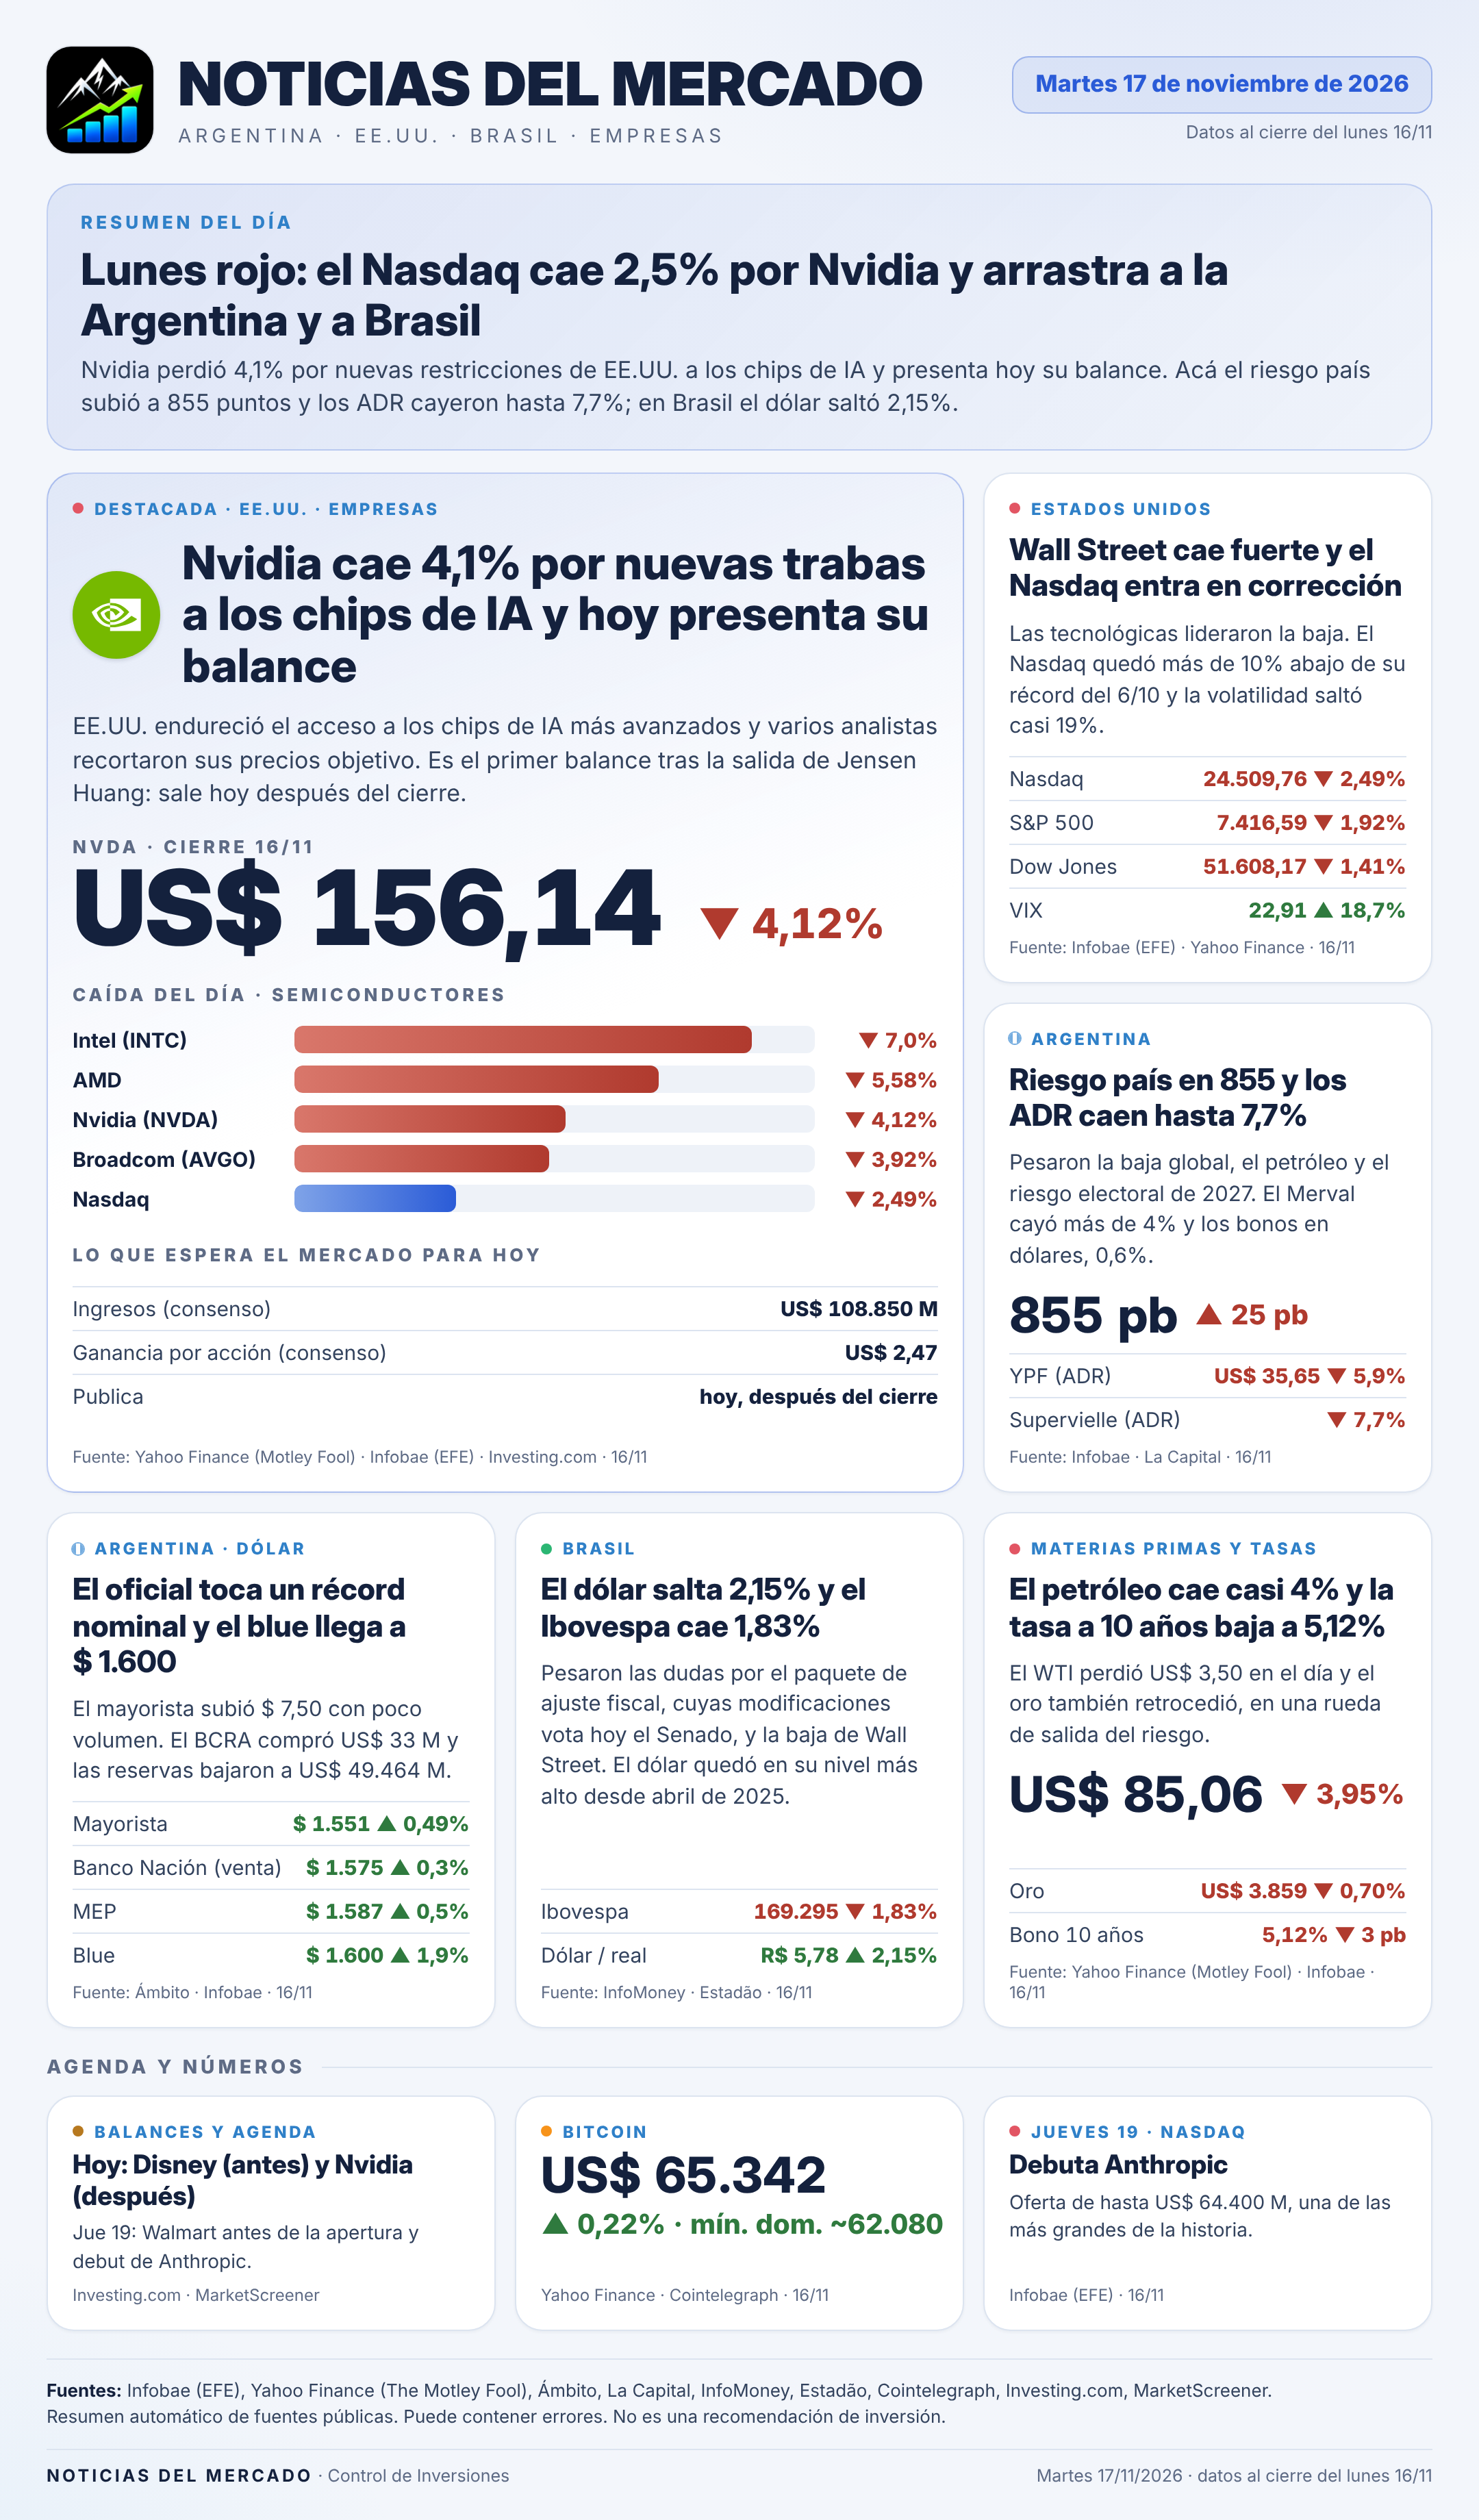 NOTICIAS DEL MERCADO
ARGENTINA · EE.UU. · BRASIL · EMPRESAS
Martes 17 de noviembre de 2026
Datos al cierre del lunes 16/11
RESUMEN DEL DÍA
Lunes rojo: el Nasdaq cae 2,5% por Nvidia y arrastra a la
Argentina y a Brasil
Nvidia perdió 4,1% por nuevas restricciones de EE.UU. a los chips de IA y presenta hoy su balance. Acá el riesgo país
subió a 855 puntos y los ADR cayeron hasta 7,7%; en Brasil el dólar saltó 2,15%.
DESTACADA · EE.UU. · EMPRESAS
Nvidia cae 4,1% por nuevas trabas
a los chips de IA y hoy presenta su
balance
EE.UU. endureció el acceso a los chips de IA más avanzados y varios analistas
recortaron sus precios objetivo. Es el primer balance tras la salida de Jensen
Huang: sale hoy después del cierre.
NVDA · CIERRE 16/11
US$ 156,14 ▼ 4,12%
CAÍDA DEL DÍA · SEMICONDUCTORES
Intel (INTC) ▼ 7,0%
AMD ▼ 5,58%
Nvidia (NVDA) ▼ 4,12%
Broadcom (AVGO) ▼ 3,92%
Nasdaq ▼ 2,49%
LO QUE ESPERA EL MERCADO PARA HOY
Ingresos (consenso) US$ 108.850 M
Ganancia por acción (consenso) US$ 2,47
Publica hoy, después del cierre
Fuente: Yahoo Finance (Motley Fool) · Infobae (EFE) · Investing.com · 16/11
ESTADOS UNIDOS
Wall Street cae fuerte y el
Nasdaq entra en corrección
Las tecnológicas lideraron la baja. El
Nasdaq quedó más de 10% abajo de su
récord del 6/10 y la volatilidad saltó
casi 19%.
Nasdaq 24.509,76 ▼ 2,49%
S&P 500 7.416,59 ▼ 1,92%
Dow Jones 51.608,17 ▼ 1,41%
VIX 22,91 ▲ 18,7%
Fuente: Infobae (EFE) · Yahoo Finance · 16/11
ARGENTINA
Riesgo país en 855 y los
ADR caen hasta 7,7%
Pesaron la baja global, el petróleo y el
riesgo electoral de 2027. El Merval
cayó más de 4% y los bonos en
dólares, 0,6%.
855 pb ▲ 25 pb
YPF (ADR) US$ 35,65 ▼ 5,9%
Supervielle (ADR) ▼ 7,7%
Fuente: Infobae · La Capital · 16/11
ARGENTINA · DÓLAR
El oficial toca un récord
nominal y el blue llega a
$ 1.600
El mayorista subió $ 7,50 con poco
volumen. El BCRA compró US$ 33 M y
las reservas bajaron a US$ 49.464 M.
Mayorista $ 1.551 ▲ 0,49%
Banco Nación (venta) $ 1.575 ▲ 0,3%
MEP $ 1.587 ▲ 0,5%
Blue $ 1.600 ▲ 1,9%
Fuente: Ámbito · Infobae · 16/11
BRASIL
El dólar salta 2,15% y el
Ibovespa cae 1,83%
Pesaron las dudas por el paquete de
ajuste fiscal, cuyas modificaciones
vota hoy el Senado, y la baja de Wall
Street. El dólar quedó en su nivel más
alto desde abril de 2025.
Ibovespa 169.295 ▼ 1,83%
Dólar / real R$ 5,78 ▲ 2,15%
Fuente: InfoMoney · Estadão · 16/11
MATERIAS PRIMAS Y TASAS
El petróleo cae casi 4% y la
tasa a 10 años baja a 5,12%
El WTI perdió US$ 3,50 en el día y el
oro también retrocedió, en una rueda
de salida del riesgo.
US$ 85,06 ▼ 3,95%
Oro US$ 3.859 ▼ 0,70%
Bono 10 años 5,12% ▼ 3 pb
Fuente: Yahoo Finance (Motley Fool) · Infobae ·
16/11
AGENDA Y NÚMEROS
BALANCES Y AGENDA
Hoy: Disney (antes) y Nvidia
(después)
Jue 19: Walmart antes de la apertura y
debut de Anthropic.
Investing.com · MarketScreener
BITCOIN
US$ 65.342
▲ 0,22% · mín. dom. ~62.080
Yahoo Finance · Cointelegraph · 16/11
JUEVES 19 · NASDAQ
Debuta Anthropic
Oferta de hasta US$ 64.400 M, una de las
más grandes de la historia.
Infobae (EFE) · 16/11
Fuentes: Infobae (EFE), Yahoo Finance (The Motley Fool), Ámbito, La Capital, InfoMoney, Estadão, Cointelegraph, Investing.com, MarketScreener.
Resumen automático de fuentes públicas. Puede contener errores. No es una recomendación de inversión.
NOTICIAS DEL MERCADO · Control de Inversiones
Martes 17/11/2026 · datos al cierre del lunes 16/11